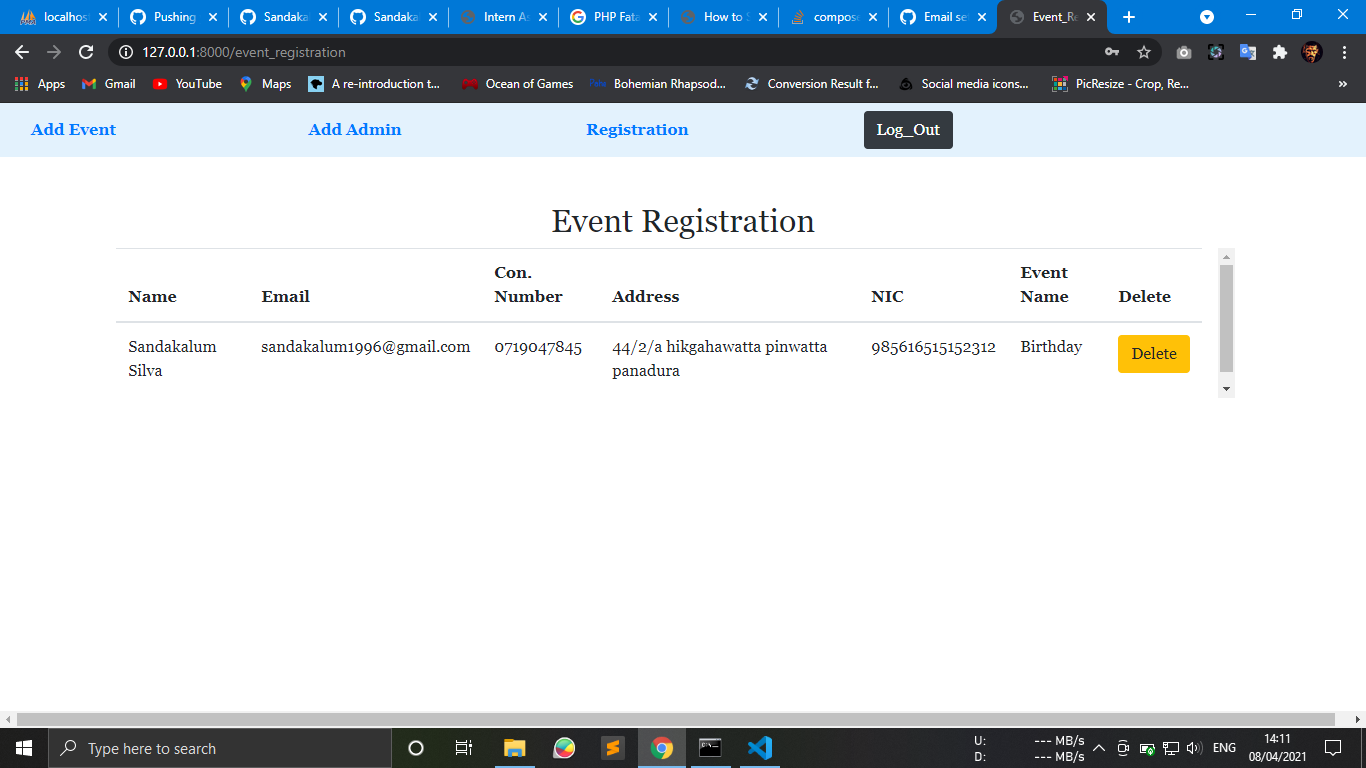 localhos
Pushing
Sandaka
Sandaka
Intern As
PHP Fata
How to S
compose
Email se
Event_Re
127.0.0.1:8000/event_registration
Apps
Gmail
YouTube
Maps
A re-introduction t...
Ocean of Games
Bohemian Rhapsod...
Conversion Result f...
Social media icons...
PicResize - Crop, Re...
»
Add Event
Add Admin
Registration
Log_Out
Event Registration
Name
Email
Con. Number
Address
NIC
Event Name
Delete
Sandakalum Silva
sandakalum1996@gmail.com
0719047845
44/2/a hikgahawatta pinwatta
panadura
985616515152312
Birthday
Delete
Type here to search
U: --- MB/s
D: --- MB/s
ENG
14:11
08/04/2021